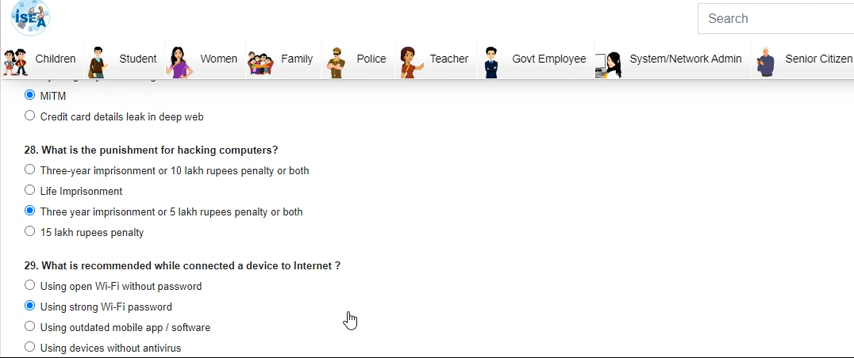 ISEA
Search
Children Student Women Family Police Teacher Govt Employee System/Network Admin Senior Citizen
MiTM
Credit card details leak in deep web
28. What is the punishment for hacking computers?
Three-year imprisonment or 10 lakh rupees penalty or both
Life Imprisonment
Three year imprisonment or 5 lakh rupees penalty or both
15 lakh rupees penalty
29. What is recommended while connected a device to Internet ?
Using open Wi-Fi without password
Using strong Wi-Fi password
Using outdated mobile app / software
Using devices without antivirus